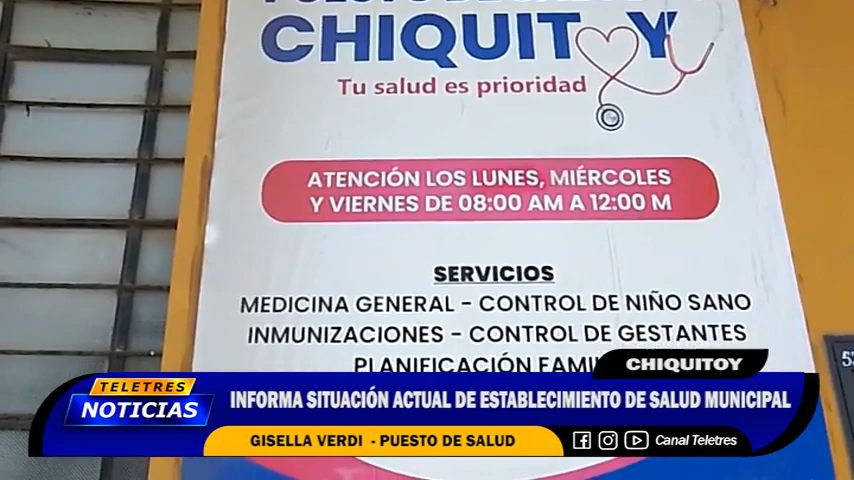 CHIQUITOY
Tu salud es prioridad
ATENCIÓN LOS LUNES, MIÉRCOLES
Y VIERNES DE 08:00 AM A 12:00 M
SERVICIOS
MEDICINA GENERAL - CONTROL DE NIÑO SANO
INMUNIZACIONES - CONTROL DE GESTANTES
PLANIFICACIÓN
CHIQUITOY
TELETRES
NOTICIAS
INFORMA SITUACIÓN ACTUAL DE ESTABLECIMIENTO DE SALUD MUNICIPAL
GISELLA VERDI - PUESTO DE SALUD
Canal Teletres